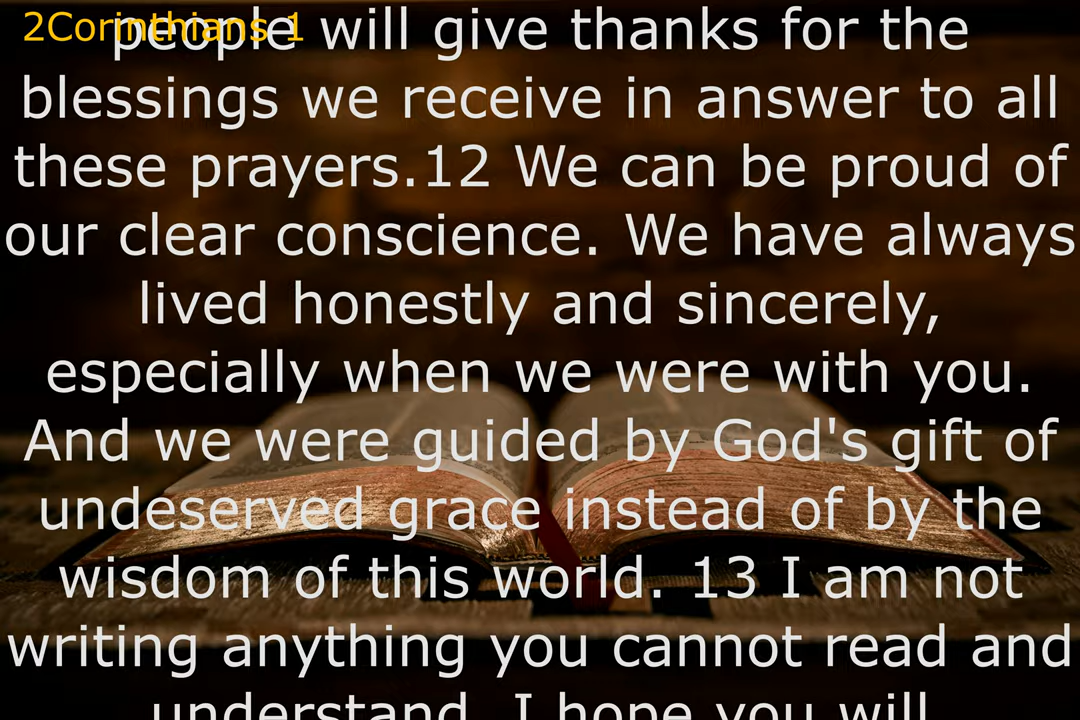 2Corinthians 1
people will give thanks for the
blessings we receive in answer to all
these prayers.12 We can be proud of
our clear conscience. We have always
lived honestly and sincerely,
especially when we were with you.
And we were guided by God's gift of
undeserved grace instead of by the
wisdom of this world. 13 I am not
writing anything you cannot read and
understand. I hope you will